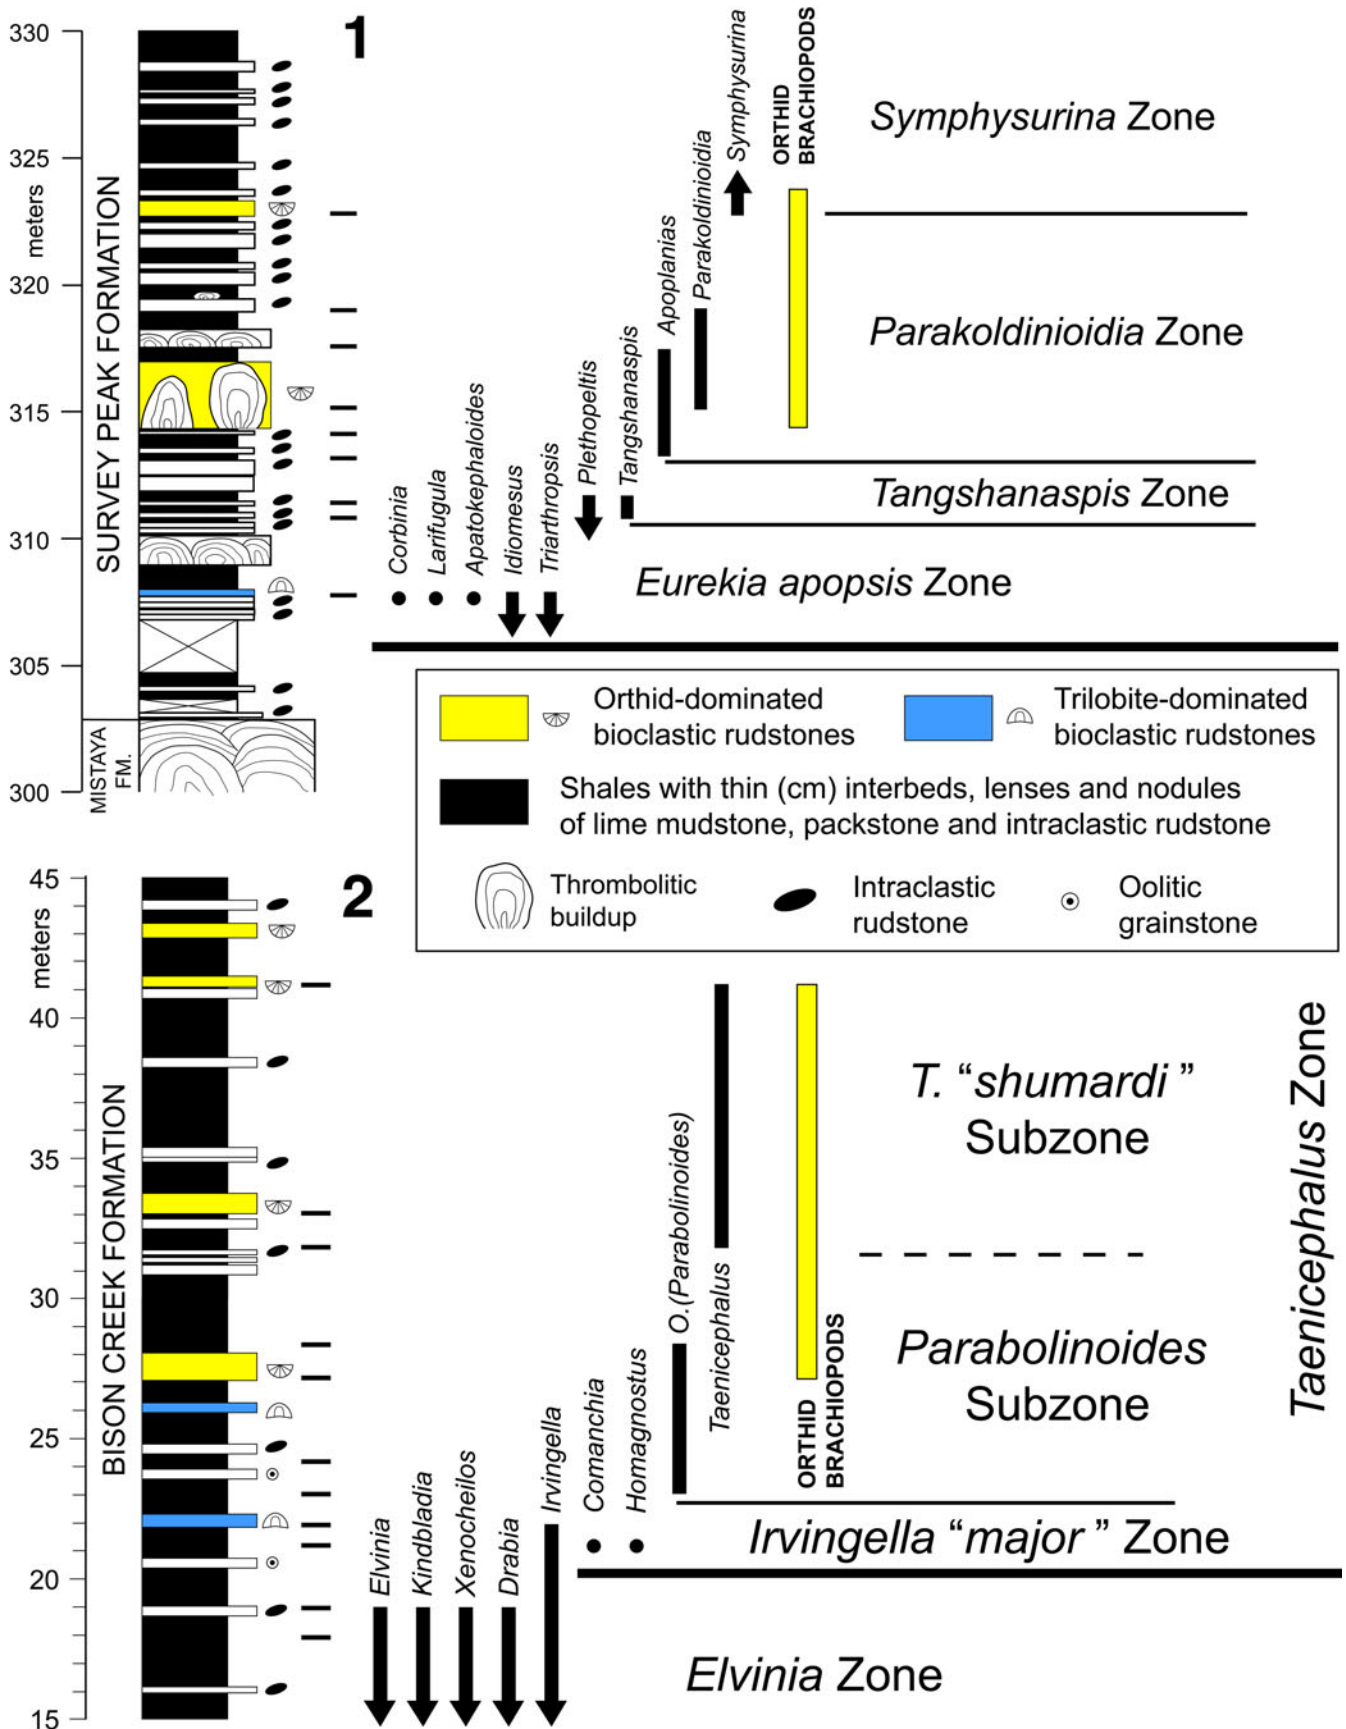 1
330
325
320
315
310
305
300
meters
SURVEY PEAK FORMATION
MISTAYA
FM.
Corbinia
Larifugula
Apatokephaloides
Idiomesus
Triarthropsis
Plethopeltis
Tangshanaspis
Apoplanias
Parakoldinioidia
Symphysurina
ORTHID
BRACHIOPODS
Symphysurina Zone
Parakoldinioidia Zone
Tangshanaspis Zone
Eurekia apopsis Zone
Orthid-dominated
bioclastic rudstones
Trilobite-dominated
bioclastic rudstones
Shales with thin (cm) interbeds, lenses and nodules
of lime mudstone, packstone and intraclastic rudstone
Thrombolitic
buildup
Intraclastic
rudstone
Oolitic
grainstone
2
45
40
35
30
25
20
15
meters
BISON CREEK FORMATION
Elvinia
Kindbladia
Xenocheilos
Drabia
Irvingella
Comanchia
Homagnostus
O.(Parabolinoides)
Taenicephalus
ORTHID
BRACHIOPODS
T. “shumardi ”
Subzone
Parabolinoides
Subzone
Taenicephalus Zone
Irvingella “major ” Zone
Elvinia Zone